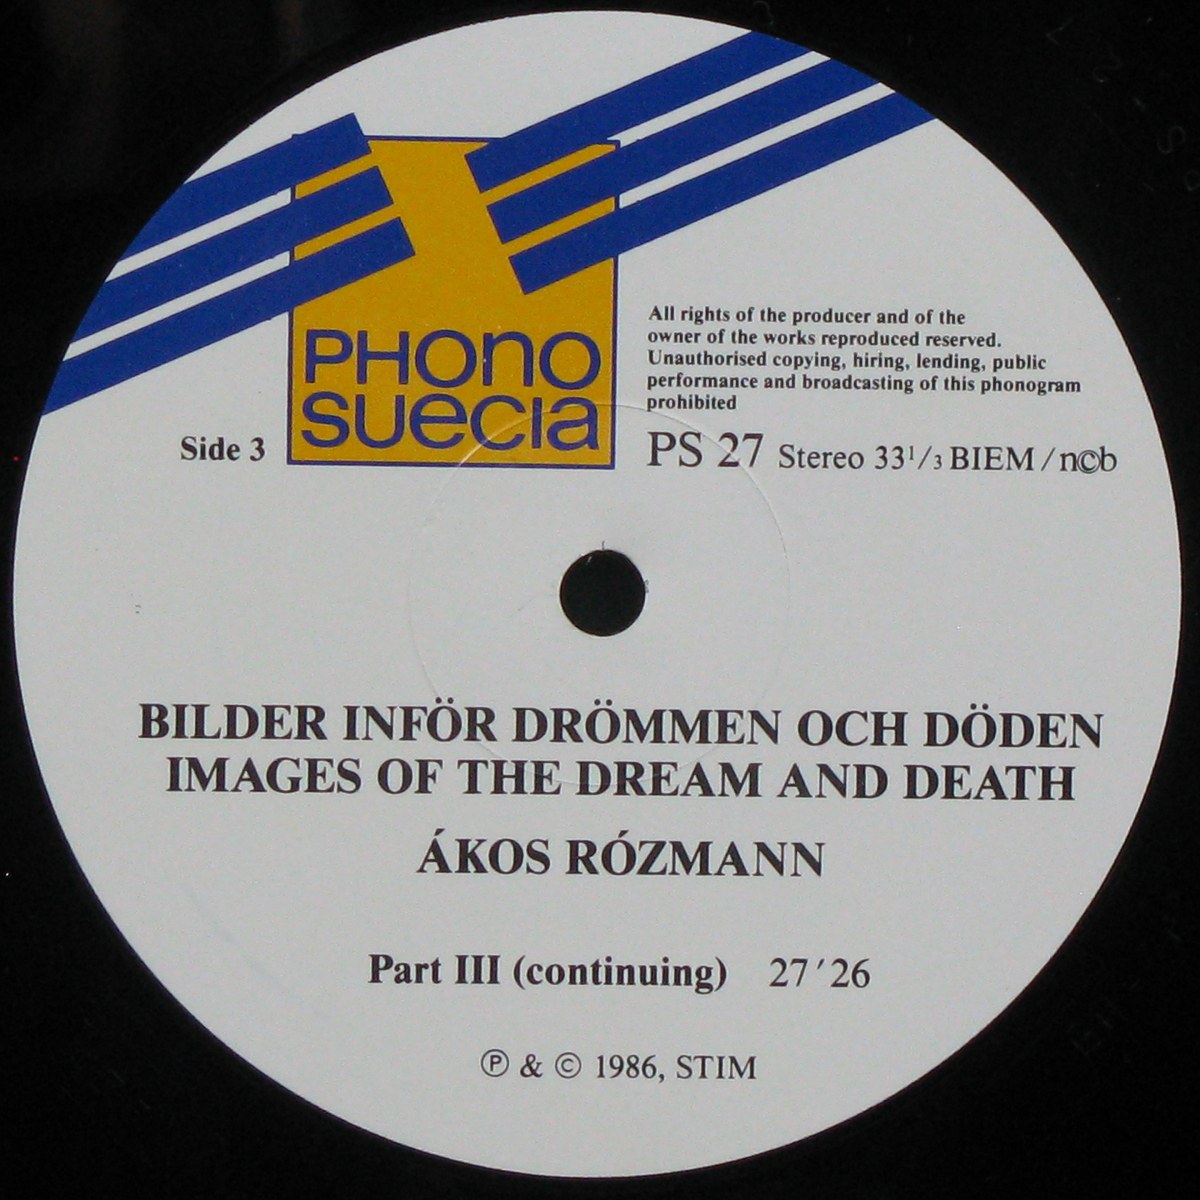 PHONO
SUECIA
Side 3
All rights of the producer and of the
owner of the works reproduced reserved.
Unauthorised copying, hiring, lending, public
performance and broadcasting of this phonogram
prohibited
PS 27 Stereo 33¹/₃ BIEM / n©b
BILDER INFÖR DRÖMMEN OCH DÖDEN
IMAGES OF THE DREAM AND DEATH
ÁKOS RÓZMANN
Part III (continuing) 27′26
℗ & © 1986, STIM